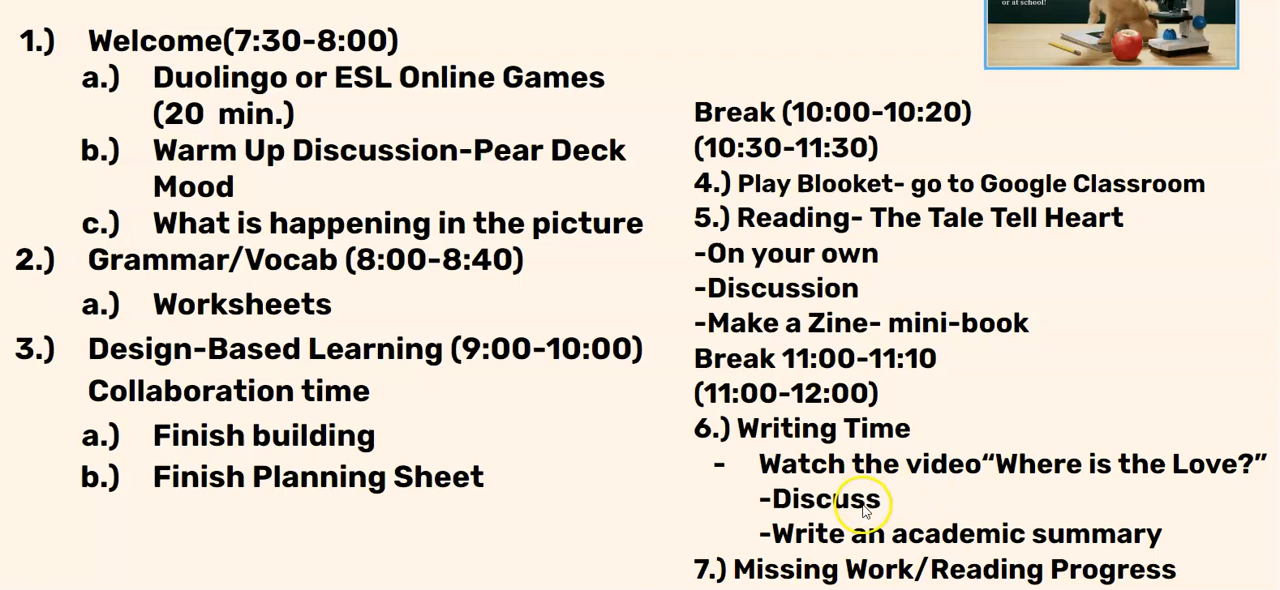 1.) Welcome(7:30-8:00)
a.) Duolingo or ESL Online Games
(20 min.)
b.) Warm Up Discussion-Pear Deck
Mood
c.) What is happening in the picture
2.) Grammar/Vocab (8:00-8:40)
a.) Worksheets
3.) Design-Based Learning (9:00-10:00)
Collaboration time
a.) Finish building
b.) Finish Planning Sheet
or at school!
Break (10:00-10:20)
(10:30-11:30)
4.) Play Blooket- go to Google Classroom
5.) Reading- The Tale Tell Heart
-On your own
-Discussion
-Make a Zine- mini-book
Break 11:00-11:10
(11:00-12:00)
6.) Writing Time
- Watch the video“Where is the Love?”
-Discuss
-Write an academic summary
7.) Missing Work/Reading Progress